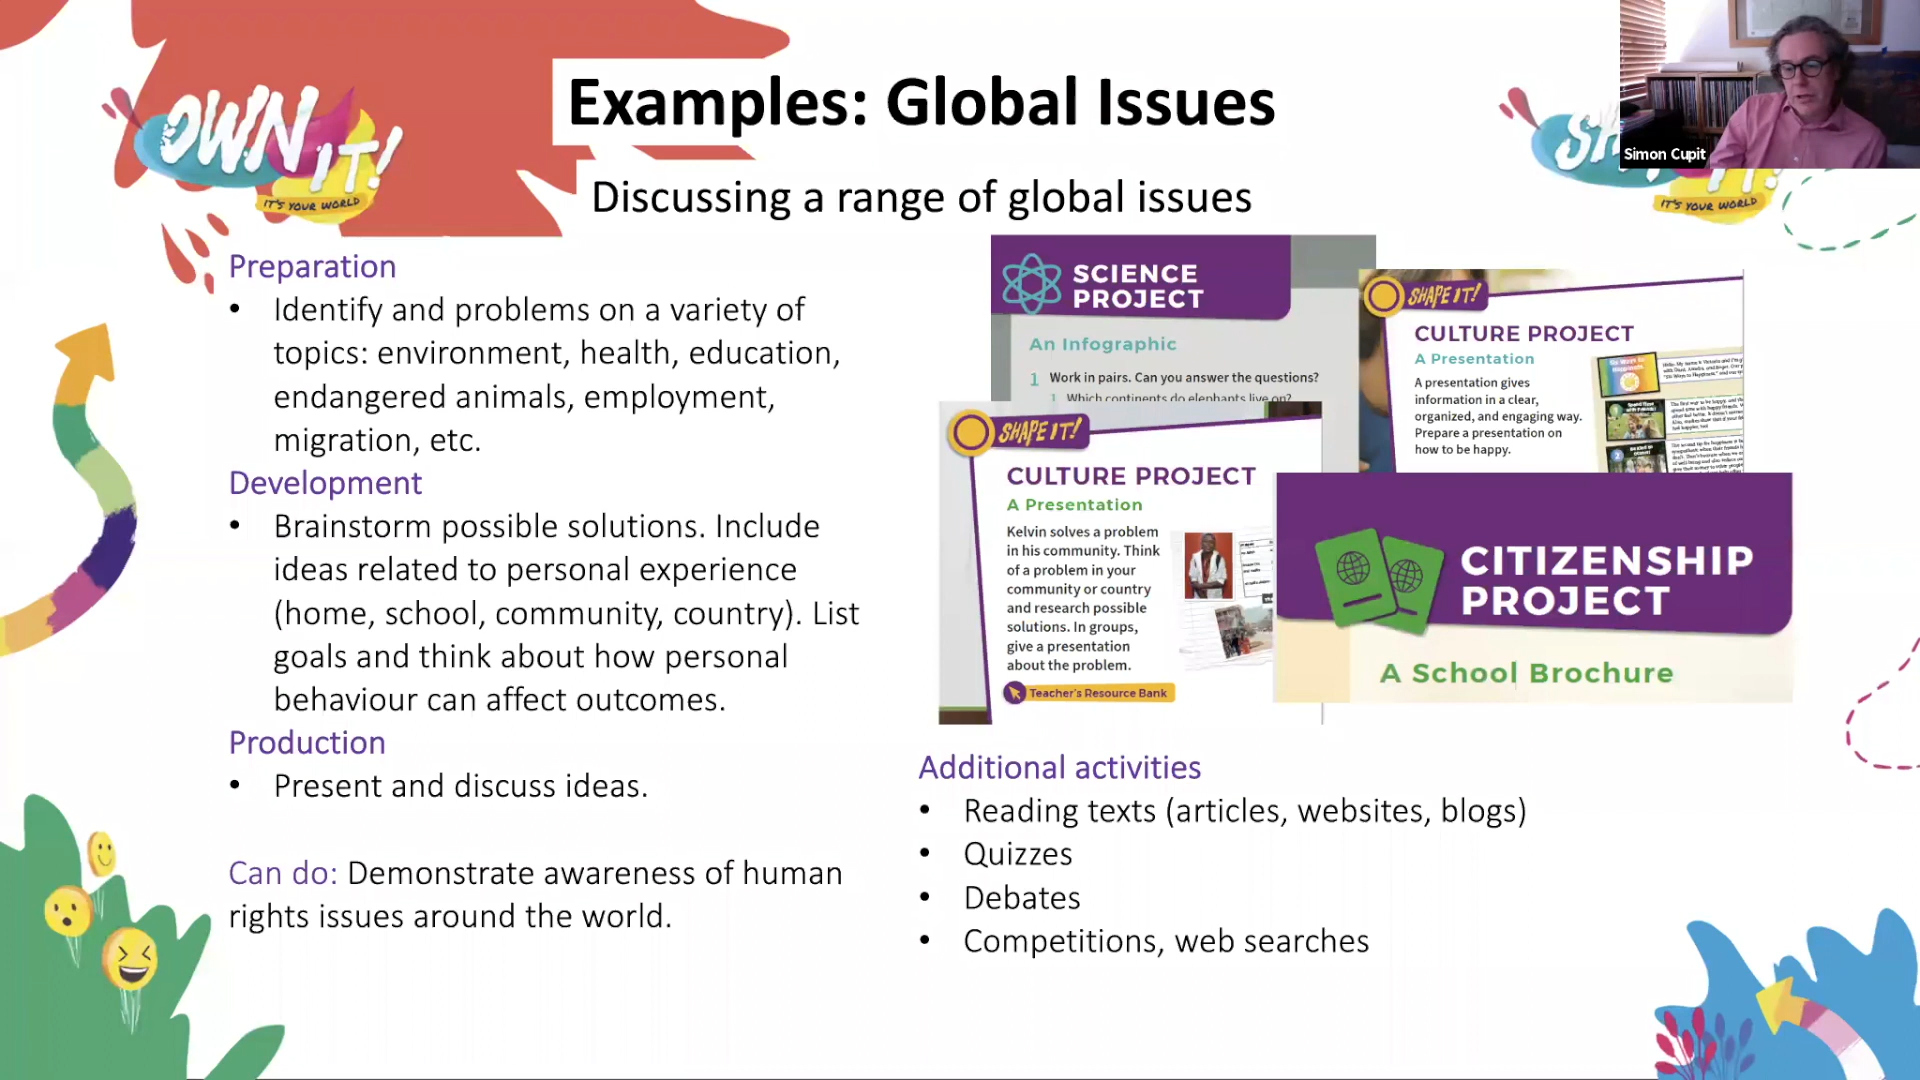 Examples: Global Issues
Discussing a range of global issues
OWN
IT!
IT'S YOUR WORLD
Simon Cupit
IT'S YOUR WORLD
Preparation
• Identify and problems on a variety of
topics: environment, health, education,
endangered animals, employment,
migration, etc.
Development
• Brainstorm possible solutions. Include
ideas related to personal experience
(home, school, community, country). List
goals and think about how personal
behaviour can affect outcomes.
Production
• Present and discuss ideas.
Can do: Demonstrate awareness of human
rights issues around the world.
SCIENCE
PROJECT
An Infographic
1 Work in pairs. Can you answer the questions?
1 Which continents do elephants live on?
SHAPE IT!
CULTURE PROJECT
A Presentation
A presentation gives
information in a clear,
organized, and engaging way.
Prepare a presentation on
how to be happy.
SHAPE IT!
CULTURE PROJECT
A Presentation
Kelvin solves a problem
in his community. Think
of a problem in your
community or country
and research possible
solutions. In groups,
give a presentation
about the problem.
Teacher's Resource Bank
CITIZENSHIP
PROJECT
A School Brochure
Additional activities
• Reading texts (articles, websites, blogs)
• Quizzes
• Debates
• Competitions, web searches